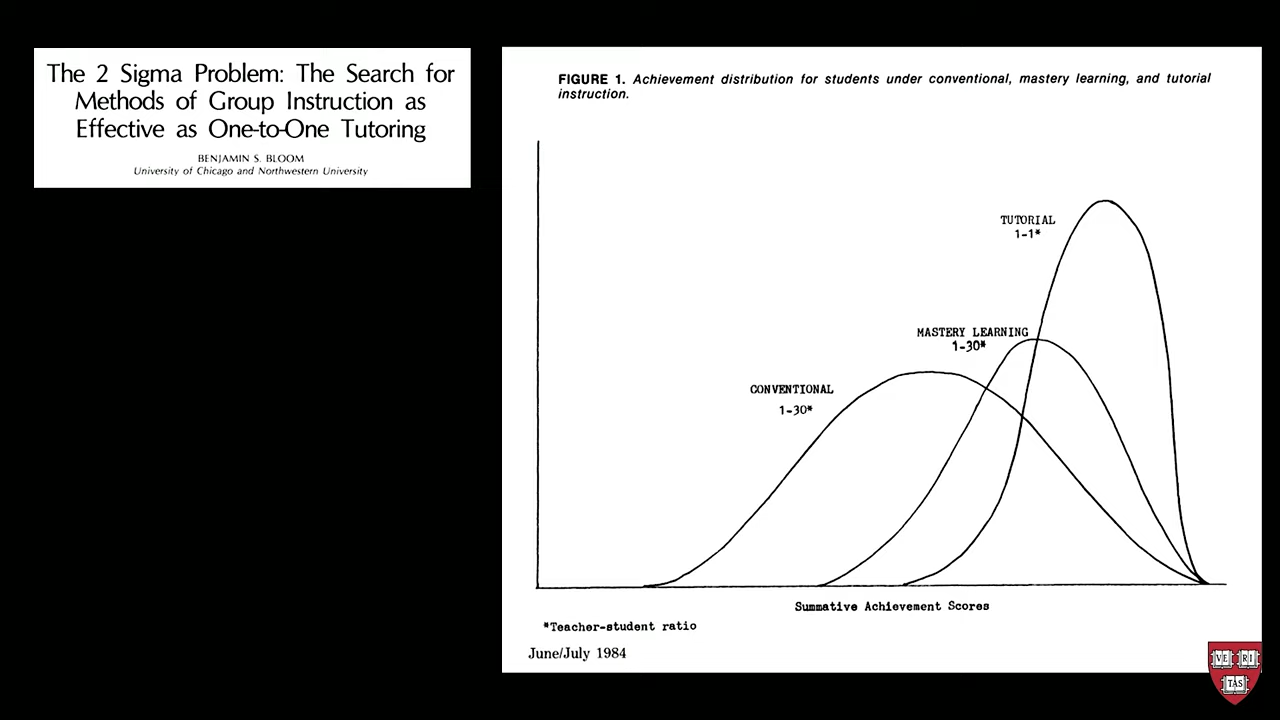 The 2 Sigma Problem: The Search for
Methods of Group Instruction as
Effective as One-to-One Tutoring
BENJAMIN S. BLOOM
University of Chicago and Northwestern University
FIGURE 1. Achievement distribution for students under conventional, mastery learning, and tutorial
instruction.
TUTORIAL
1-1*
MASTERY LEARNING
1-30*
CONVENTIONAL
1-30*
Summative Achievement Scores
*Teacher-student ratio
June/July 1984
VE RI
TAS